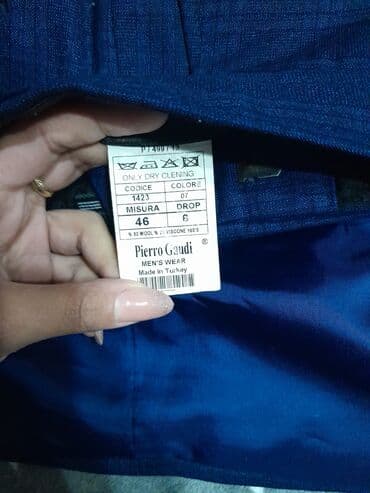 ONLY DRY CLENING
CODICE COLORE
1423 07
MISURA DROP
46 6
Pierro Gaudi ®
MEN'S WEAR
Made in Turkey